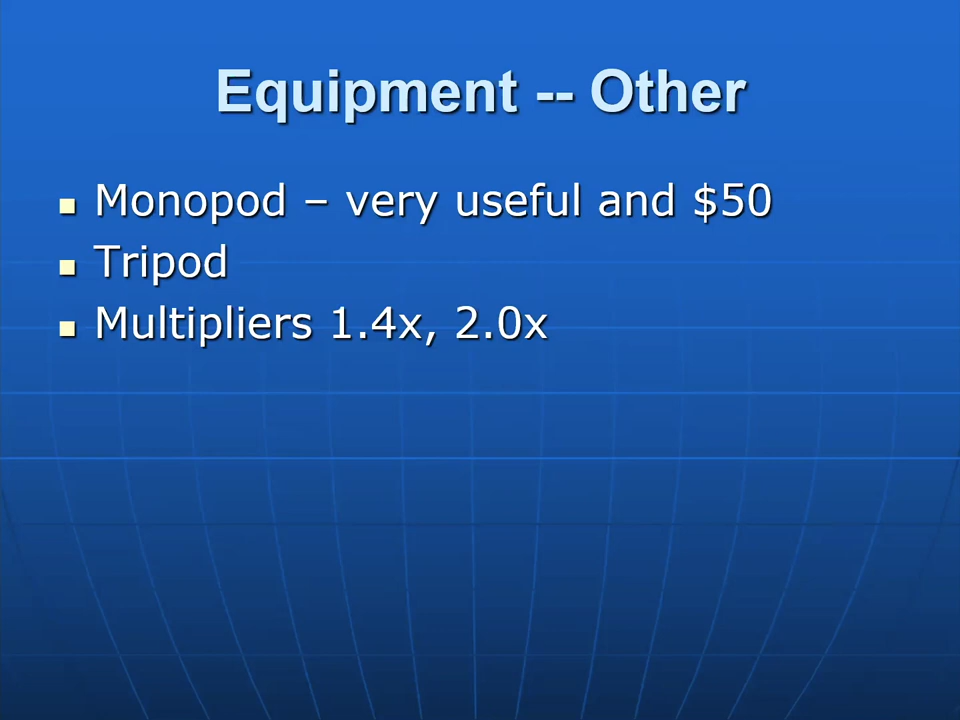 Equipment -- Other
Monopod – very useful and $50
Tripod
Multipliers 1.4x, 2.0x